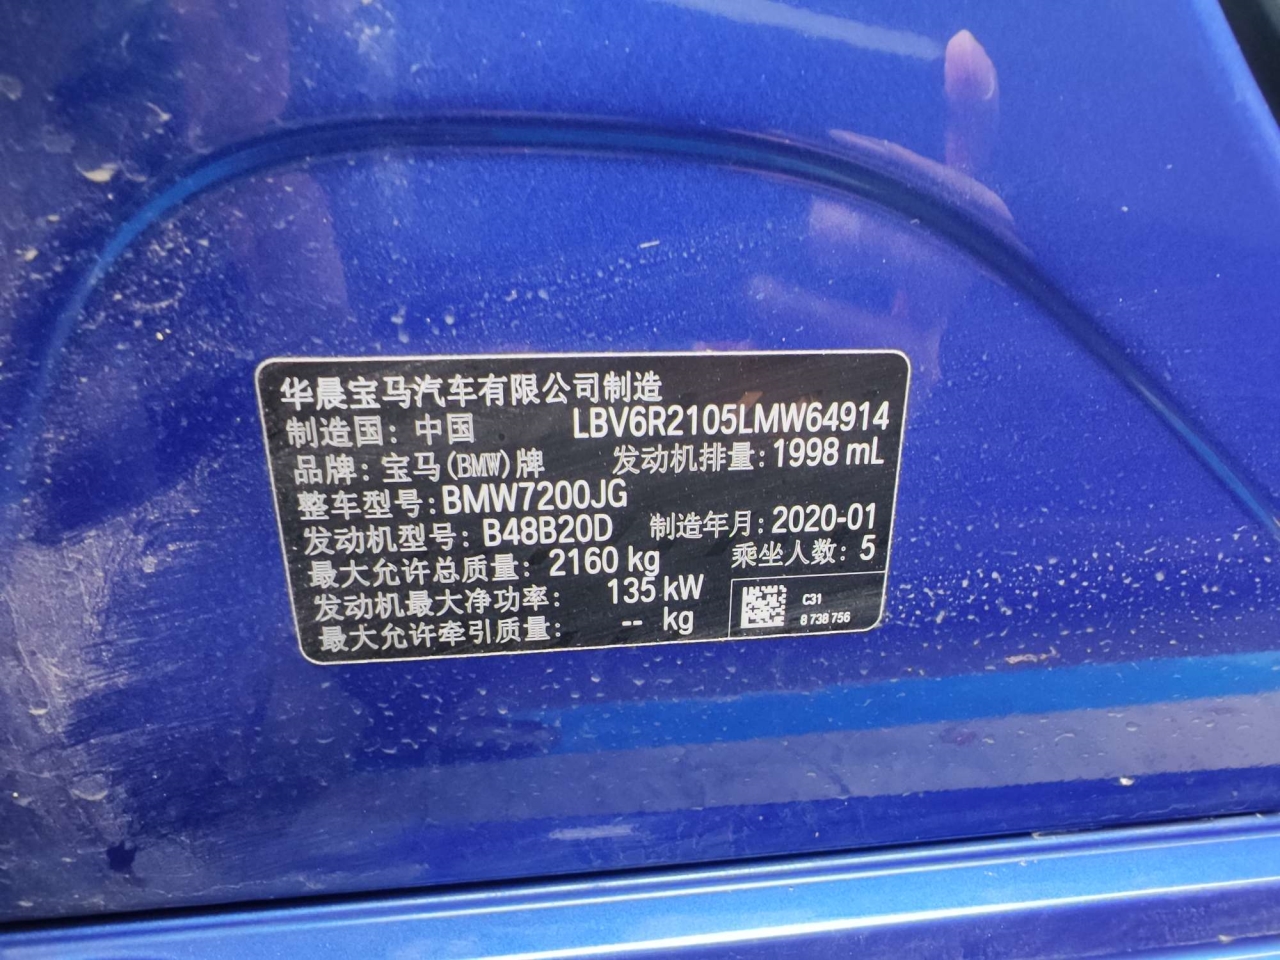 华晨宝马汽车有限公司制造
制造国：中国 LBV6R2105LMW64914
品牌：宝马(BMW)牌 发动机排量：1998 mL
整车型号：BMW7200JG
发动机型号：B48B20D 制造年月：2020-01
最大允许总质量：2160 kg 乘坐人数：5
发动机最大净功率：135 kW
最大允许牵引质量：-- kg
C31
8 738 756